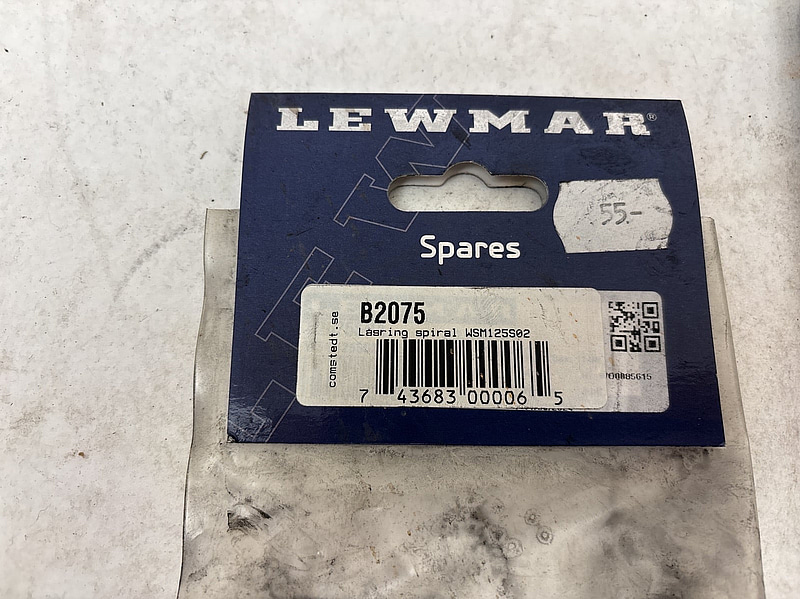 LEWMAR®
55.-
Spares
comstedt.se
B2075
Låsring spiral WSM125S02
7 43683 00006 5